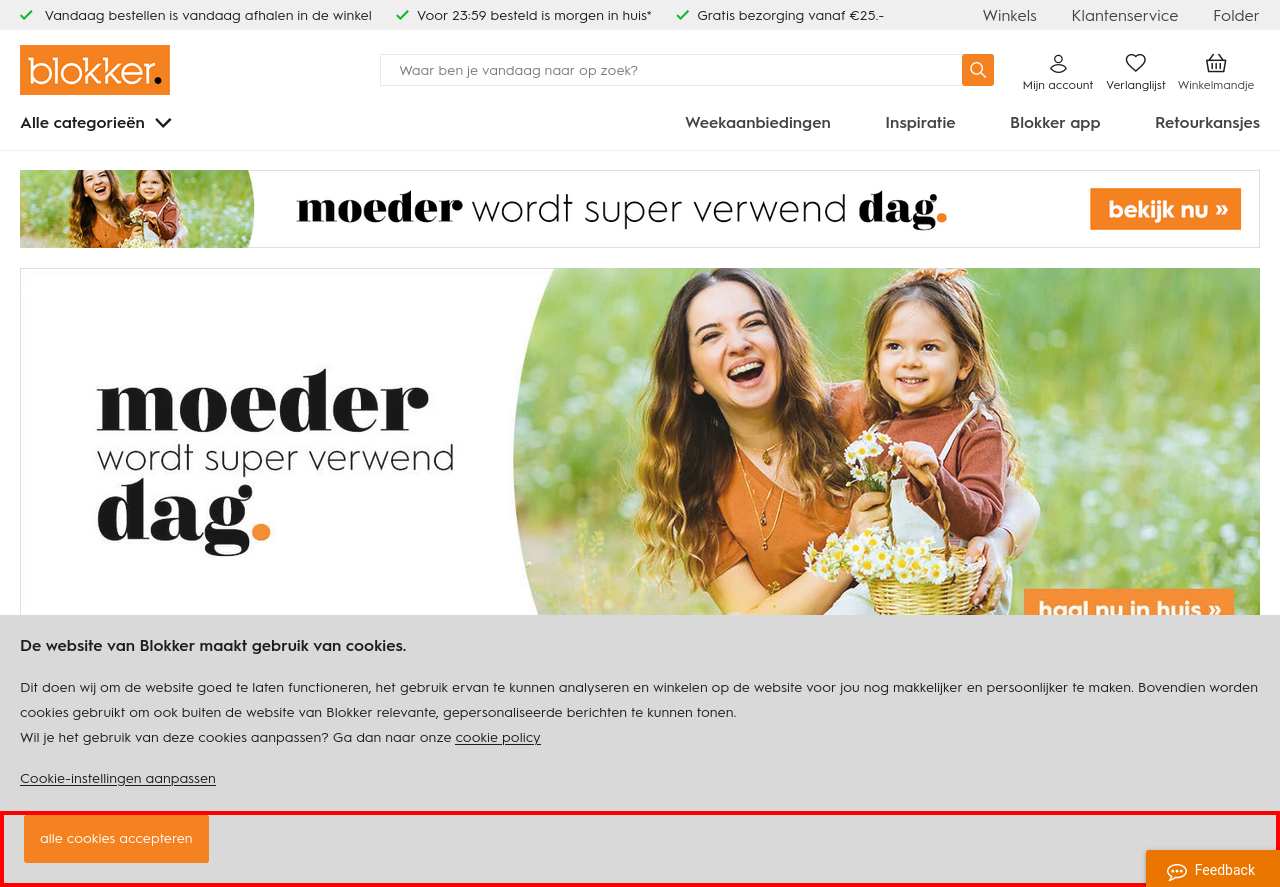 Vandaag bestellen is vandaag afhalen in de winkel
Voor 23:59 besteld is morgen in huis*
Gratis bezorging vanaf €25.-
Winkels
Klantenservice
Folder
blokker.
Waar ben je vandaag naar op zoek?
Mijn account
Verlanglijst
Winkelmandje
Alle categorieën
Weekaanbiedingen
Inspiratie
Blokker app
Retourkansjes
moeder wordt super verwend dag.
bekijk nu »
moeder
wordt super verwend
dag.
haal nu in huis »
De website van Blokker maakt gebruik van cookies.
Dit doen wij om de website goed te laten functioneren, het gebruik ervan te kunnen analyseren en winkelen op de website voor jou nog makkelijker en persoonlijker te maken. Bovendien worden
cookies gebruikt om ook buiten de website van Blokker relevante, gepersonaliseerde berichten te kunnen tonen.
Wil je het gebruik van deze cookies aanpassen? Ga dan naar onze cookie policy
Cookie-instellingen aanpassen
alle cookies accepteren
Feedback